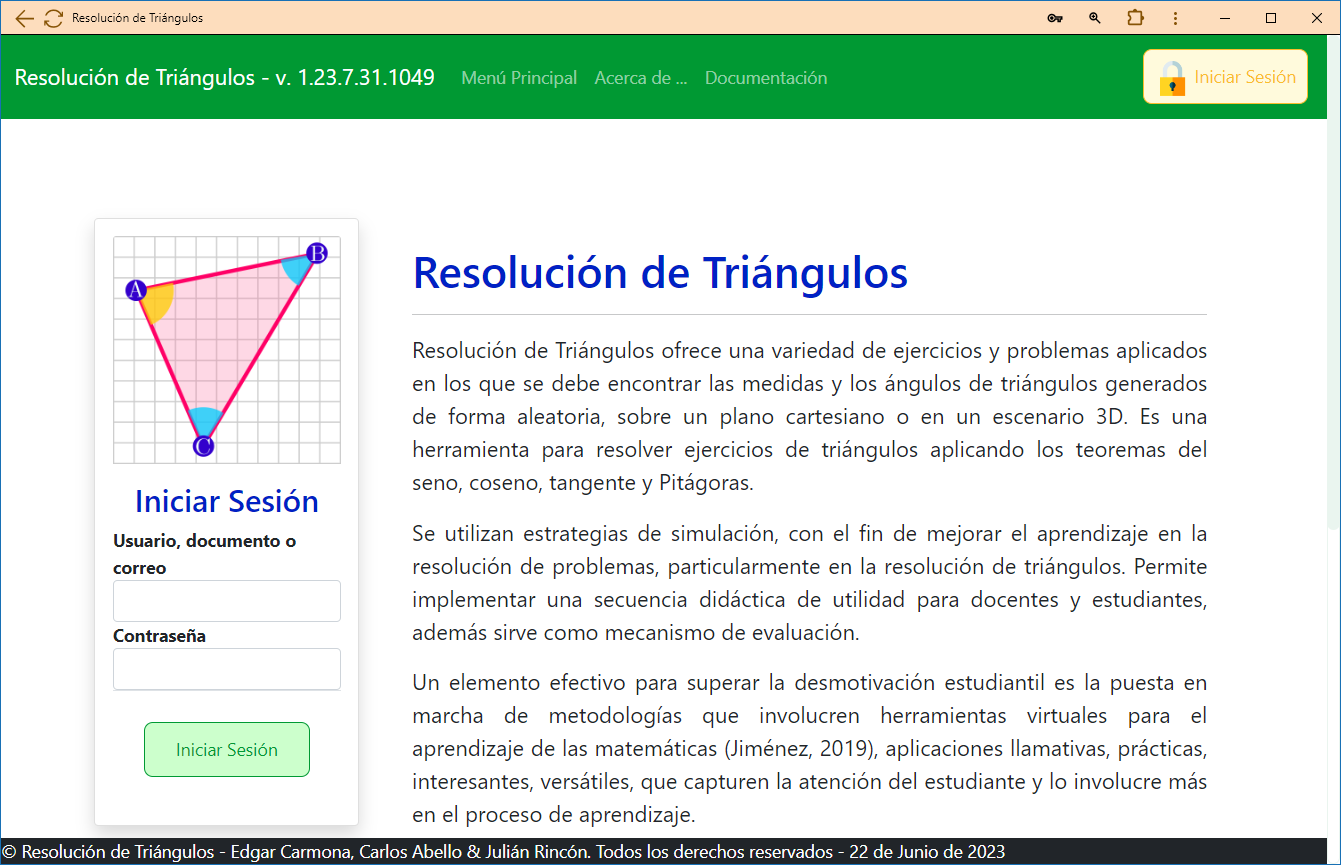 Resolución de Triángulos
Resolución de Triángulos - v. 1.23.7.31.1049
Menú Principal
Acerca de ...
Documentación
Iniciar Sesión
A
B
C
Iniciar Sesión
Usuario, documento o
correo
Contraseña
Iniciar Sesión
Resolución de Triángulos
Resolución de Triángulos ofrece una variedad de ejercicios y problemas aplicados
en los que se debe encontrar las medidas y los ángulos de triángulos generados
de forma aleatoria, sobre un plano cartesiano o en un escenario 3D. Es una
herramienta para resolver ejercicios de triángulos aplicando los teoremas del
seno, coseno, tangente y Pitágoras.
Se utilizan estrategias de simulación, con el fin de mejorar el aprendizaje en la
resolución de problemas, particularmente en la resolución de triángulos. Permite
implementar una secuencia didáctica de utilidad para docentes y estudiantes,
además sirve como mecanismo de evaluación.
Un elemento efectivo para superar la desmotivación estudiantil es la puesta en
marcha de metodologías que involucren herramientas virtuales para el
aprendizaje de las matemáticas (Jiménez, 2019), aplicaciones llamativas, prácticas,
interesantes, versátiles, que capturen la atención del estudiante y lo involucre más
en el proceso de aprendizaje.
© Resolución de Triángulos - Edgar Carmona, Carlos Abello & Julián Rincón. Todos los derechos reservados - 22 de Junio de 2023